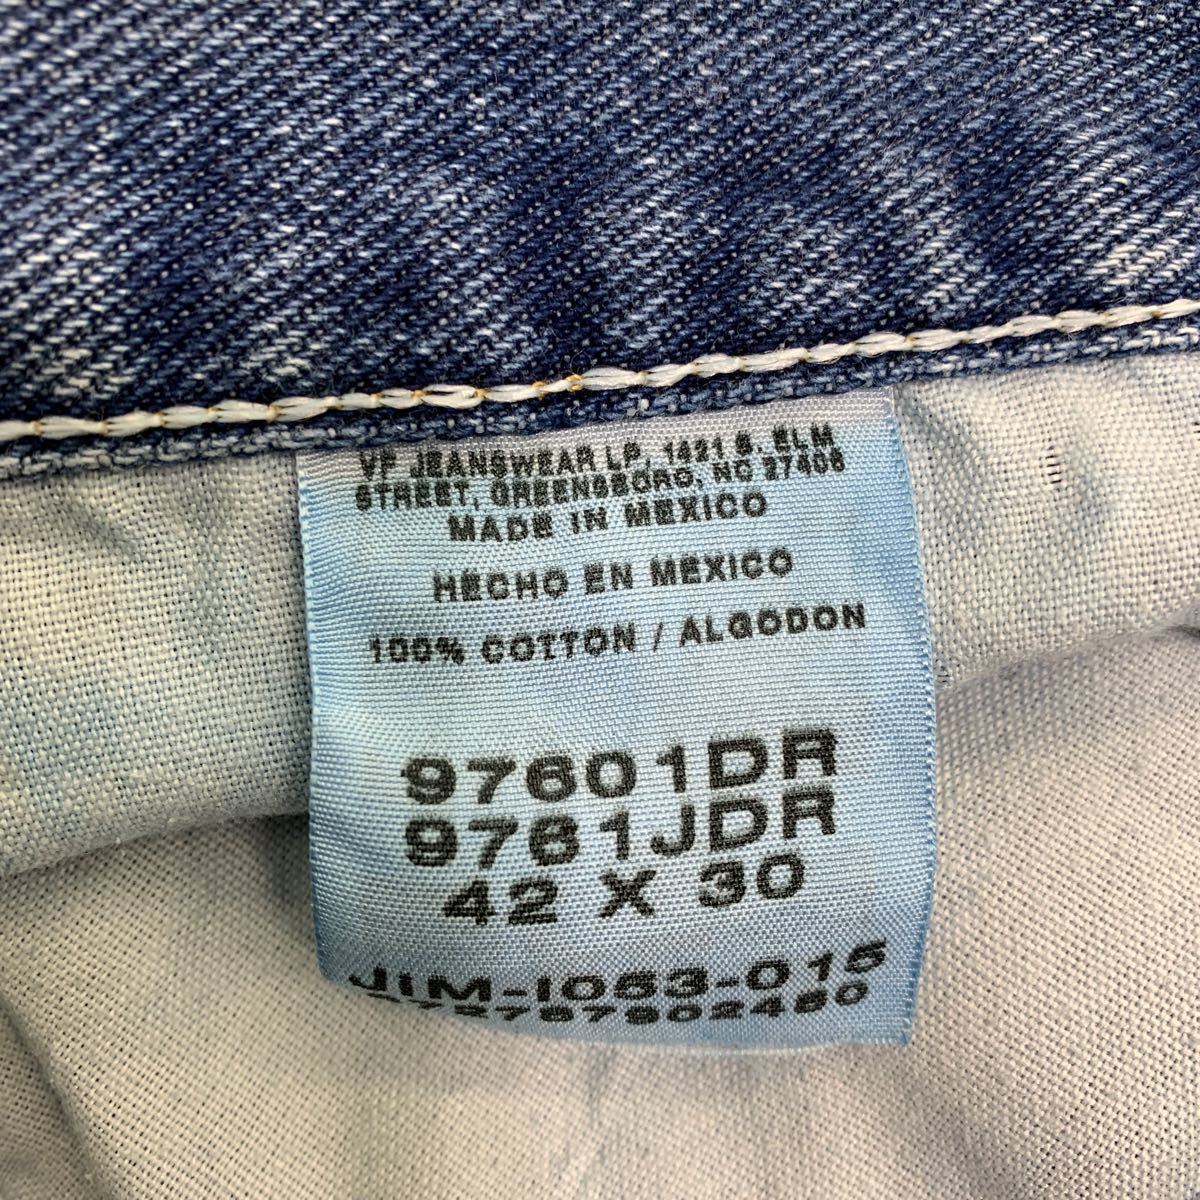 VF JEANSWEAR LP, 1421 S. ELM
STREET, GREENSBORO, NC 27406
MADE IN MEXICO
HECHO EN MEXICO
100% COTTON / ALGODON
97601DR
9761JDR
42 X 30
JIM-I053-015